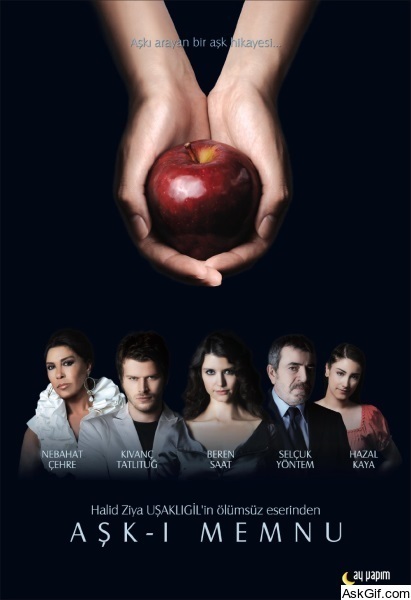 Aşkı arayan bir aşk hikayesi...
NEBAHAT
ÇEHRE
KIVANÇ
TATLITUĞ
BEREN
SAAT
SELÇUK
YÖNTEM
HAZAL
KAYA
Halid Ziya UŞAKLIGİL'in ölümsüz eserinden
AŞK-I MEMNU
ay yapım
AskGif.com